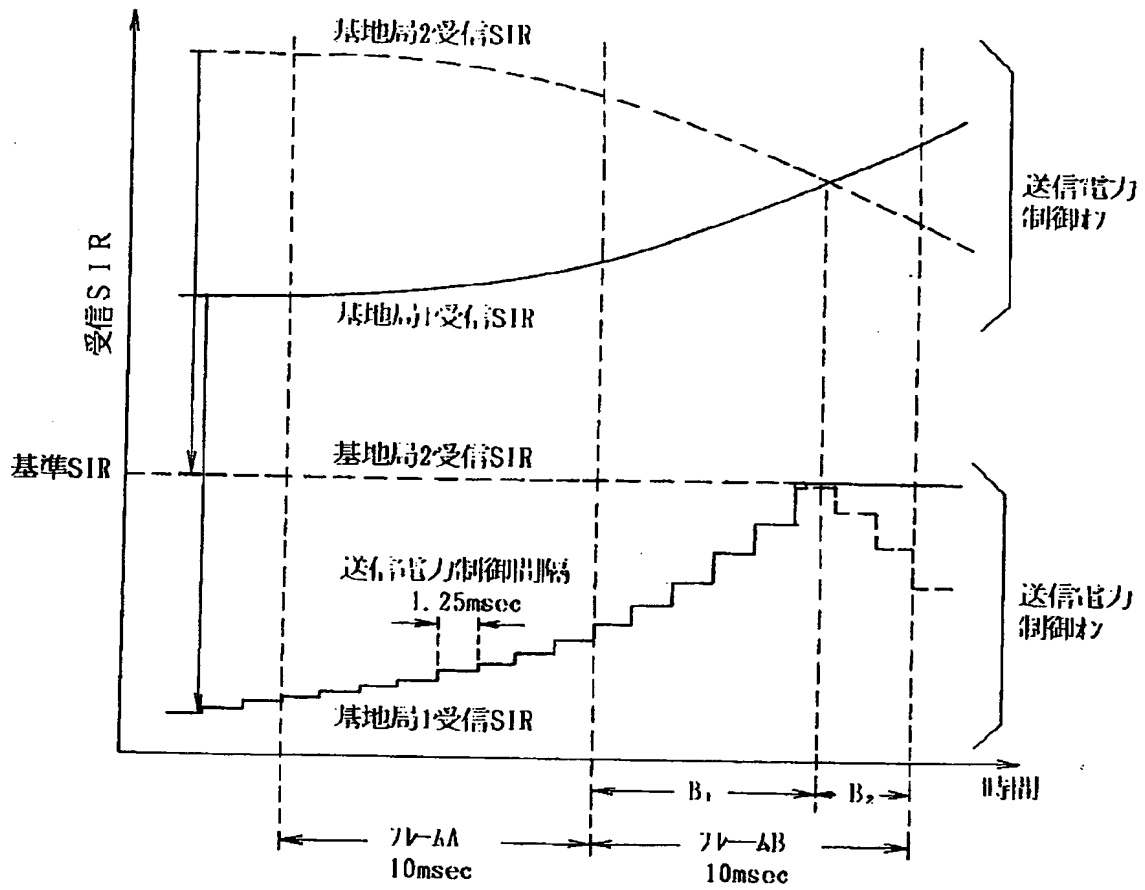 基地局2受信SIR
送信電力
制御オン
受信SIR
基地局1受信SIR
基準SIR
基地局2受信SIR
送信電力制御間隔
1.25msec
送信電力
制御オン
基地局1受信SIR
時間
B₁
B₂
フレームA
フレームB
10msec
10msec